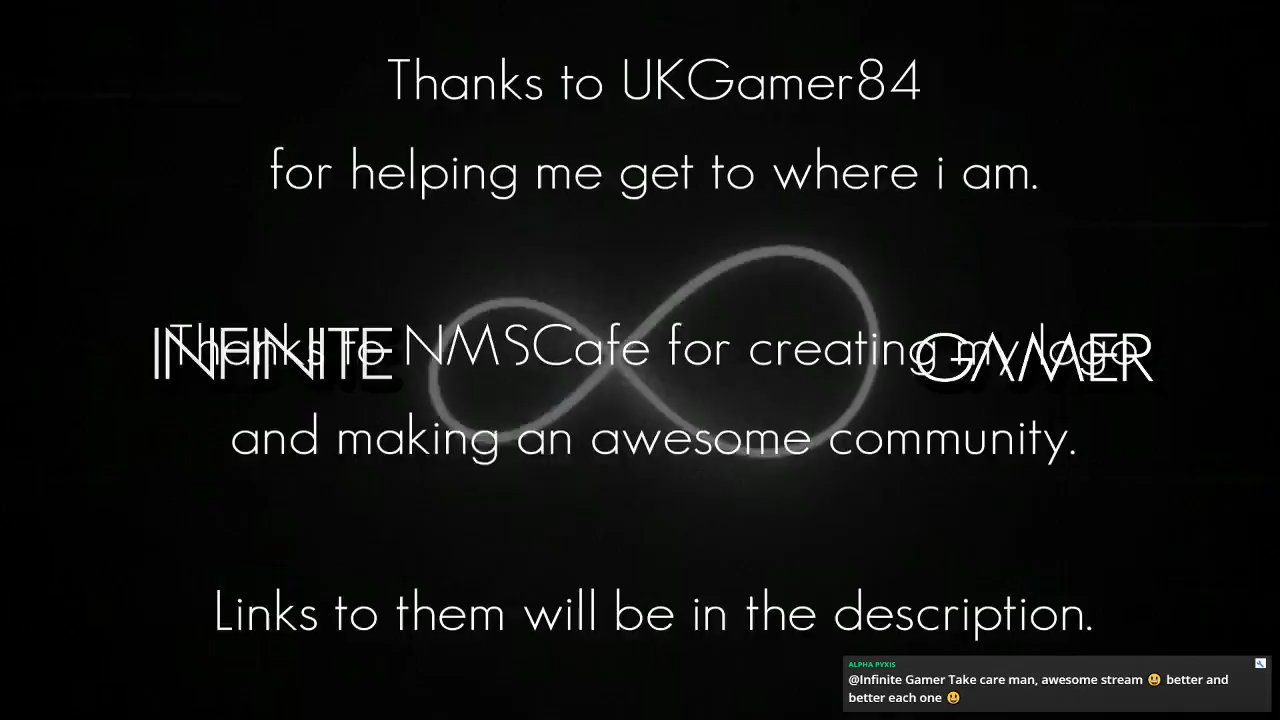 Thanks to UKGamer84
for helping me get to where i am.
INFINITE
GAMER
Thanks to NMSCafe for creating my logo
and making an awesome community.
Links to them will be in the description.
ALPHA PYXIS
@Infinite Gamer Take care man, awesome stream 😃 better and
better each one 😃